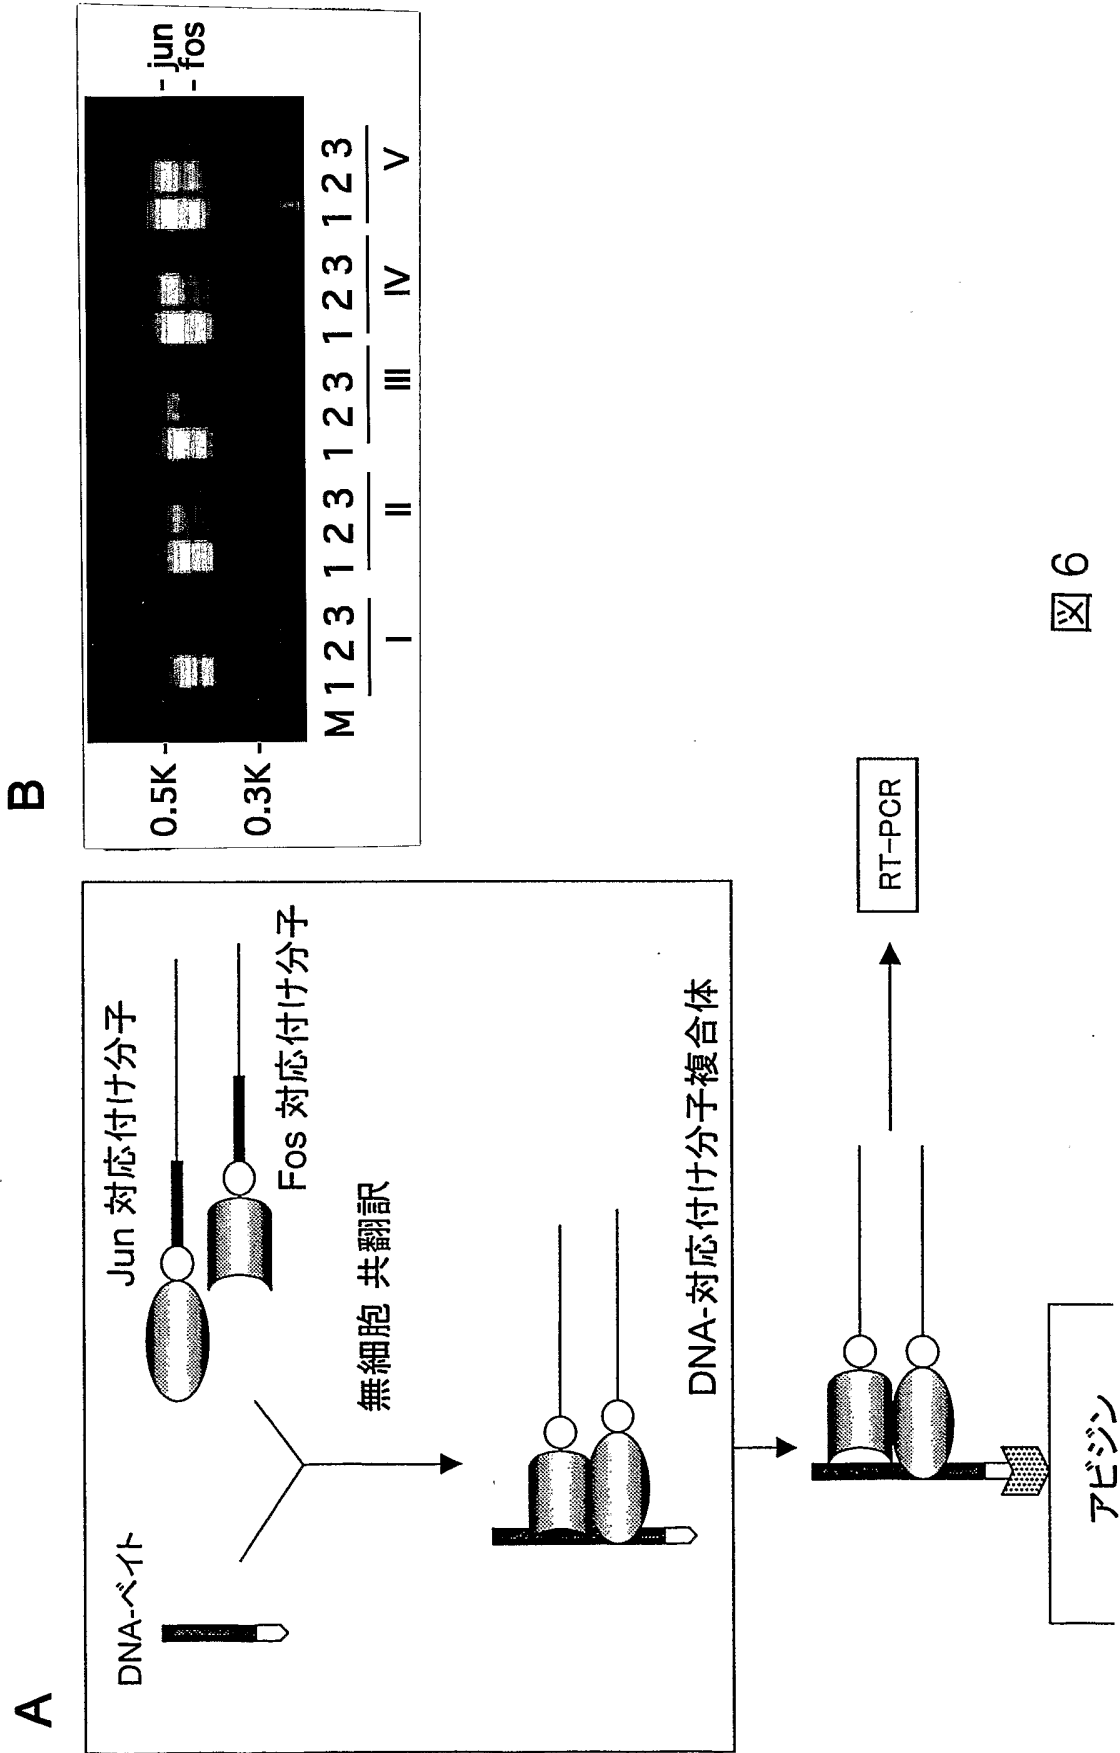 A
DNA-ベイト
Jun 対応付け分子
Fos 対応付け分子
無細胞 共翻訳
DNA-対応付け分子複合体
アビジン
RT-PCR
B
0.5K -
0.3K -
- jun
- fos
M 1 2 3 1 2 3 1 2 3 1 2 3 1 2 3
I II III IV V
図 6